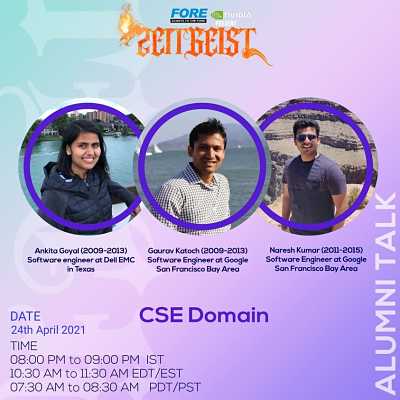 FORE
NVIDIA
ZEITGEIST
Ankita Goyal (2009-2013)
Software engineer at Dell EMC
in Texas
Gaurav Katoch (2009-2013)
Software Engineer at Google
San Francisco Bay Area
Naresh Kumar (2011-2015)
Software Engineer at Google
San Francisco Bay Area
ALUMNI TALK
CSE Domain
DATE
24th April 2021
TIME
08:00 PM to 09:00 PM IST
10:30 AM to 11:30 AM EDT/EST
07:30 AM to 08:30 AM PDT/PST